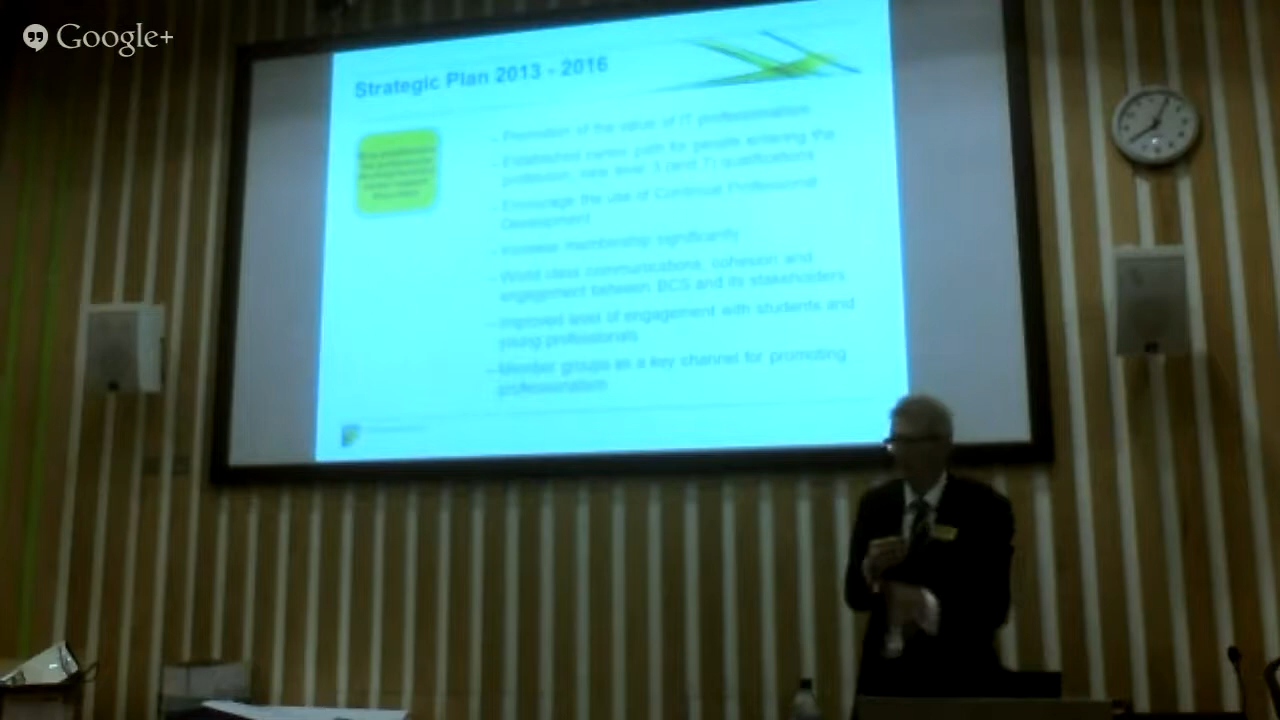 Google+
Strategic Plan 2013 - 2016
- Promotion of the value of IT professionalism
- Established career path for people entering the
profession, new level 3 (and 7) qualifications
- Encourage the use of Continual Professional
Development
- Increase membership significantly
- World class communications, cohesion and
engagement between BCS and its stakeholders
- Improved level of engagement with students and
young professionals
- Member groups as a key channel for promoting
professionalism